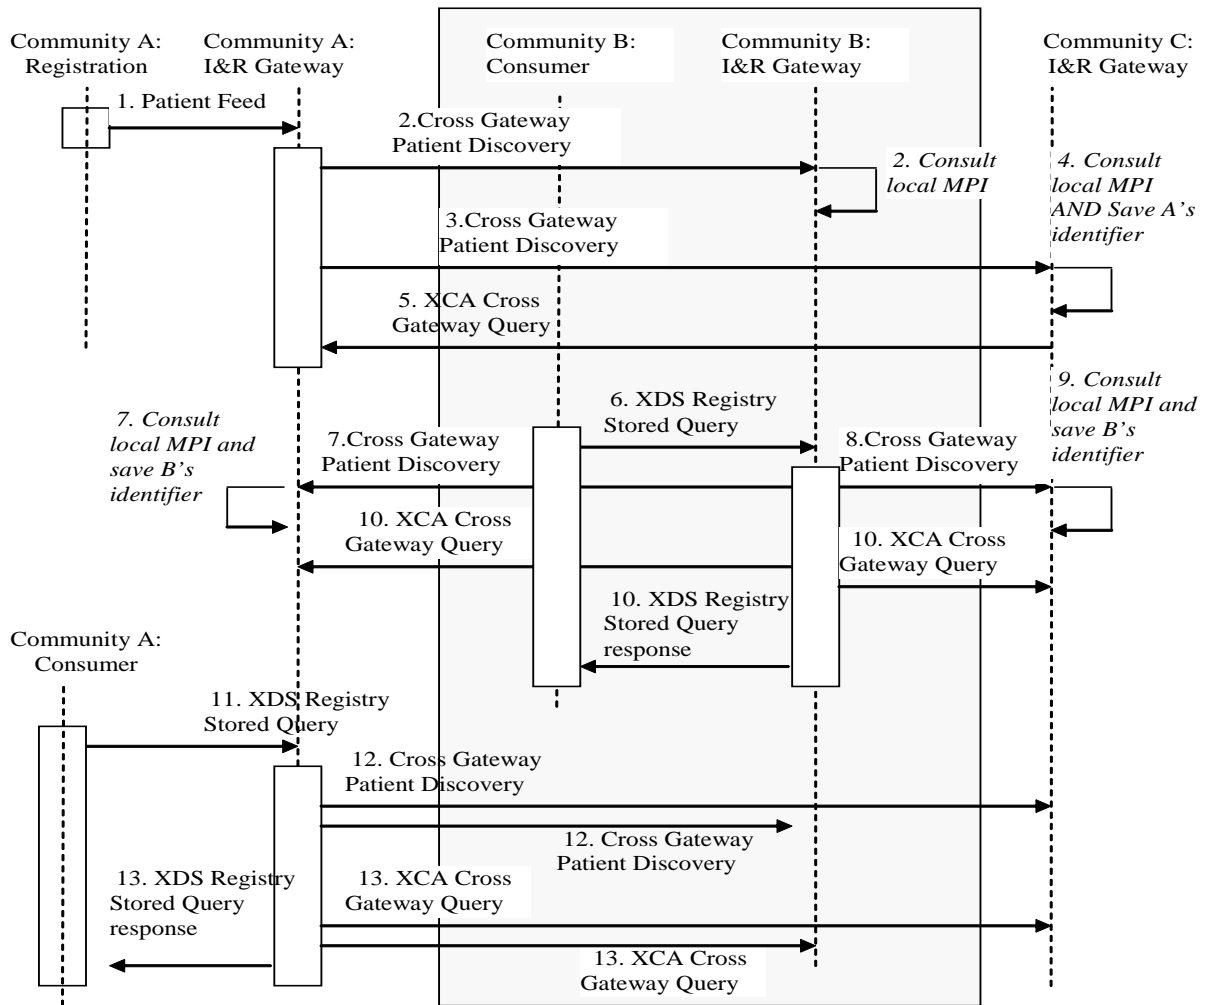 Community A:
Registration
Community A:
I&R Gateway
Community B:
Consumer
Community B:
I&R Gateway
Community C:
I&R Gateway
1. Patient Feed
2.Cross Gateway
Patient Discovery
2. Consult
local MPI
4. Consult
local MPI
AND Save A's
identifier
3.Cross Gateway
Patient Discovery
5. XCA Cross
Gateway Query
6. XDS Registry
Stored Query
9. Consult
local MPI and
save B's
identifier
7. Consult
local MPI and
save B's
identifier
7.Cross Gateway
Patient Discovery
8.Cross Gateway
Patient Discovery
10. XCA Cross
Gateway Query
10. XCA Cross
Gateway Query
10. XDS Registry
Stored Query
response
Community A:
Consumer
11. XDS Registry
Stored Query
12. Cross Gateway
Patient Discovery
12. Cross Gateway
Patient Discovery
13. XDS Registry
Stored Query
response
13. XCA Cross
Gateway Query
13. XCA Cross
Gateway Query